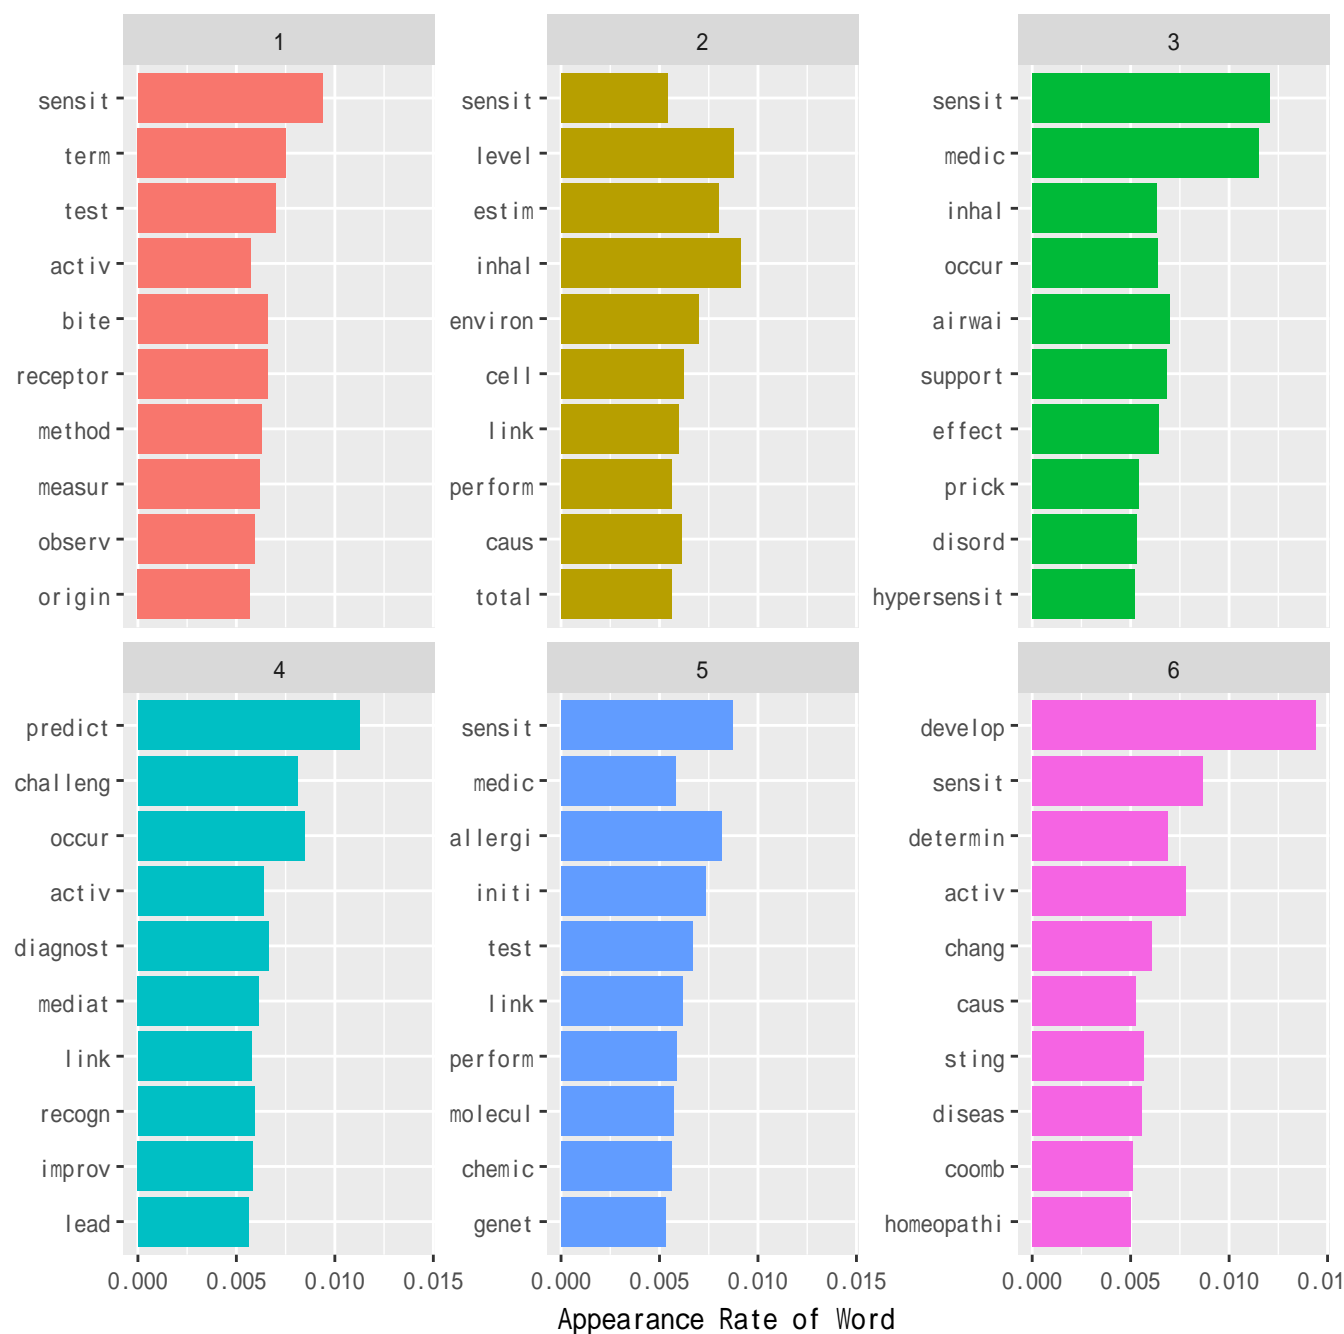 1 2 3
sensit sensit sensit
term level medic
test estim inhal
activ inhal occur
bite environ airwai
receptor cell support
method link effect
measur perform prick
observ caus disord
origin total hypersensit
4 5 6
predict sensit develop
challeng medic sensit
occur allergi determin
activ initi activ
diagnost test chang
mediat link caus
link perform sting
recogn molecul diseas
improv chemic coomb
lead genet homeopathi
0.000 0.005 0.010 0.015 0.000 0.005 0.010 0.015 0.000 0.005 0.010 0.01
Appearance Rate of Word